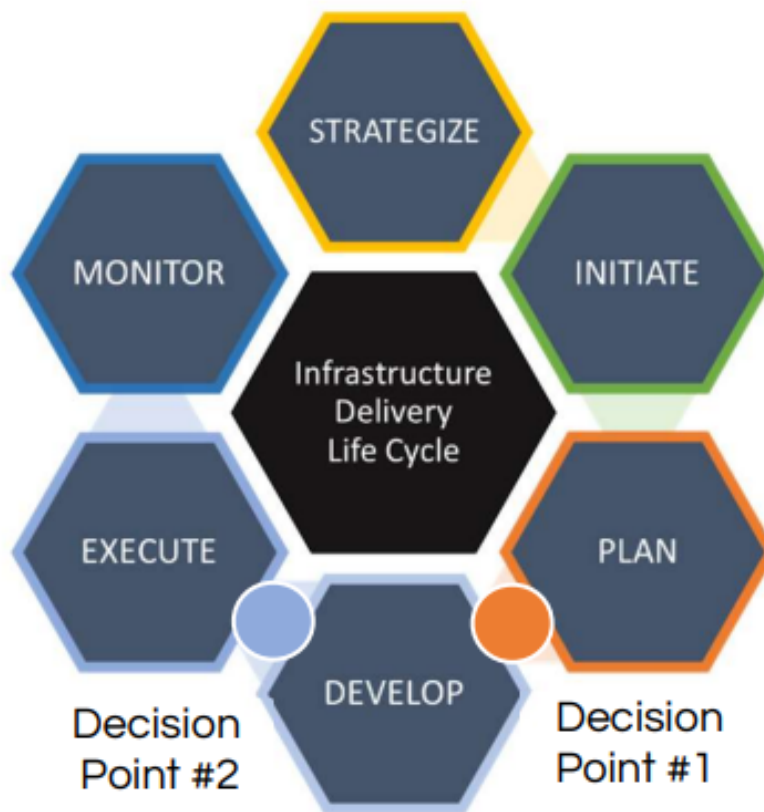 STRATEGIZE
MONITOR
INITIATE
Infrastructure
Delivery
Life Cycle
EXECUTE
PLAN
DEVELOP
Decision
Point #2
Decision
Point #1